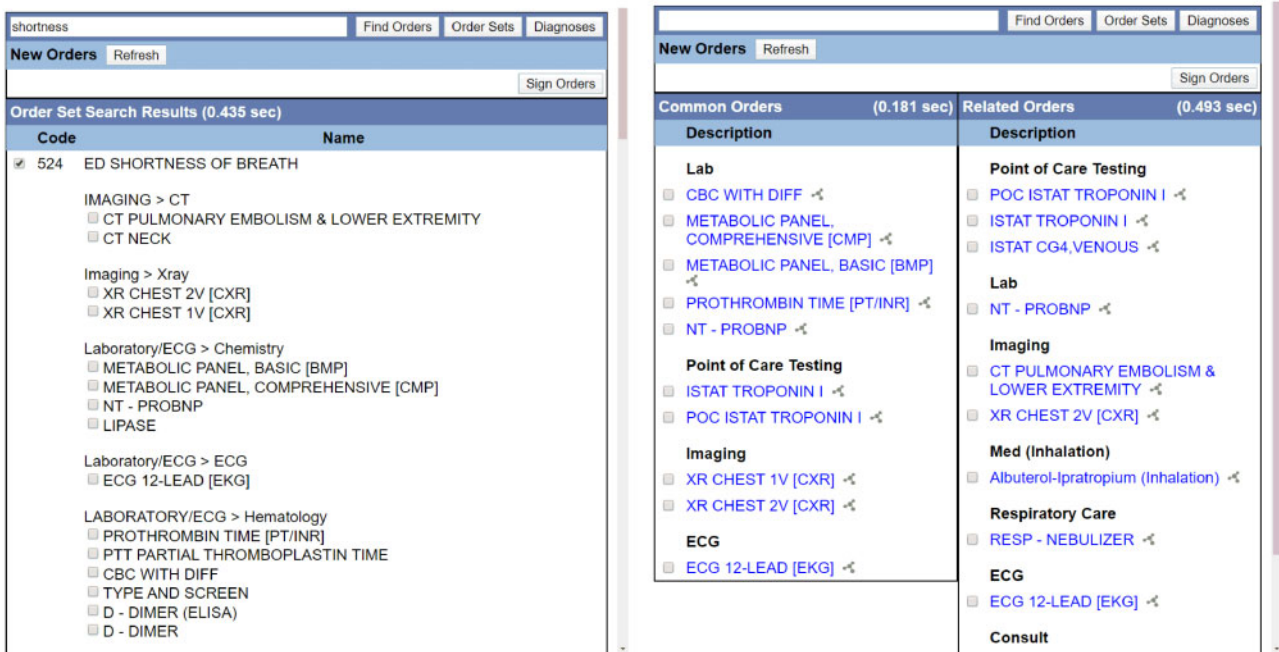 shortness
Find Orders
Order Sets
Diagnoses
New Orders
Refresh
Sign Orders
Order Set Search Results (0.435 sec)
Code Name
524 ED SHORTNESS OF BREATH
IMAGING > CT
CT PULMONARY EMBOLISM & LOWER EXTREMITY
CT NECK
Imaging > Xray
XR CHEST 2V [CXR]
XR CHEST 1V [CXR]
Laboratory/ECG > Chemistry
METABOLIC PANEL, BASIC [BMP]
METABOLIC PANEL, COMPREHENSIVE [CMP]
NT - PROBNP
LIPASE
Laboratory/ECG > ECG
ECG 12-LEAD [EKG]
LABORATORY/ECG > Hematology
PROTHROMBIN TIME [PT/INR]
PTT PARTIAL THROMBOPLASTIN TIME
CBC WITH DIFF
TYPE AND SCREEN
D - DIMER (ELISA)
D - DIMER
Find Orders
Order Sets
Diagnoses
New Orders
Refresh
Sign Orders
Common Orders (0.181 sec)
Description
Lab
CBC WITH DIFF
METABOLIC PANEL,
COMPREHENSIVE [CMP]
METABOLIC PANEL, BASIC [BMP]
PROTHROMBIN TIME [PT/INR]
NT - PROBNP
Point of Care Testing
ISTAT TROPONIN I
POC ISTAT TROPONIN I
Imaging
XR CHEST 1V [CXR]
XR CHEST 2V [CXR]
ECG
ECG 12-LEAD [EKG]
Related Orders (0.493 sec)
Description
Point of Care Testing
POC ISTAT TROPONIN I
ISTAT TROPONIN I
ISTAT CG4,VENOUS
Lab
NT - PROBNP
Imaging
CT PULMONARY EMBOLISM &
LOWER EXTREMITY
XR CHEST 2V [CXR]
Med (Inhalation)
Albuterol-Ipratropium (Inhalation)
Respiratory Care
RESP - NEBULIZER
ECG
ECG 12-LEAD [EKG]
Consult